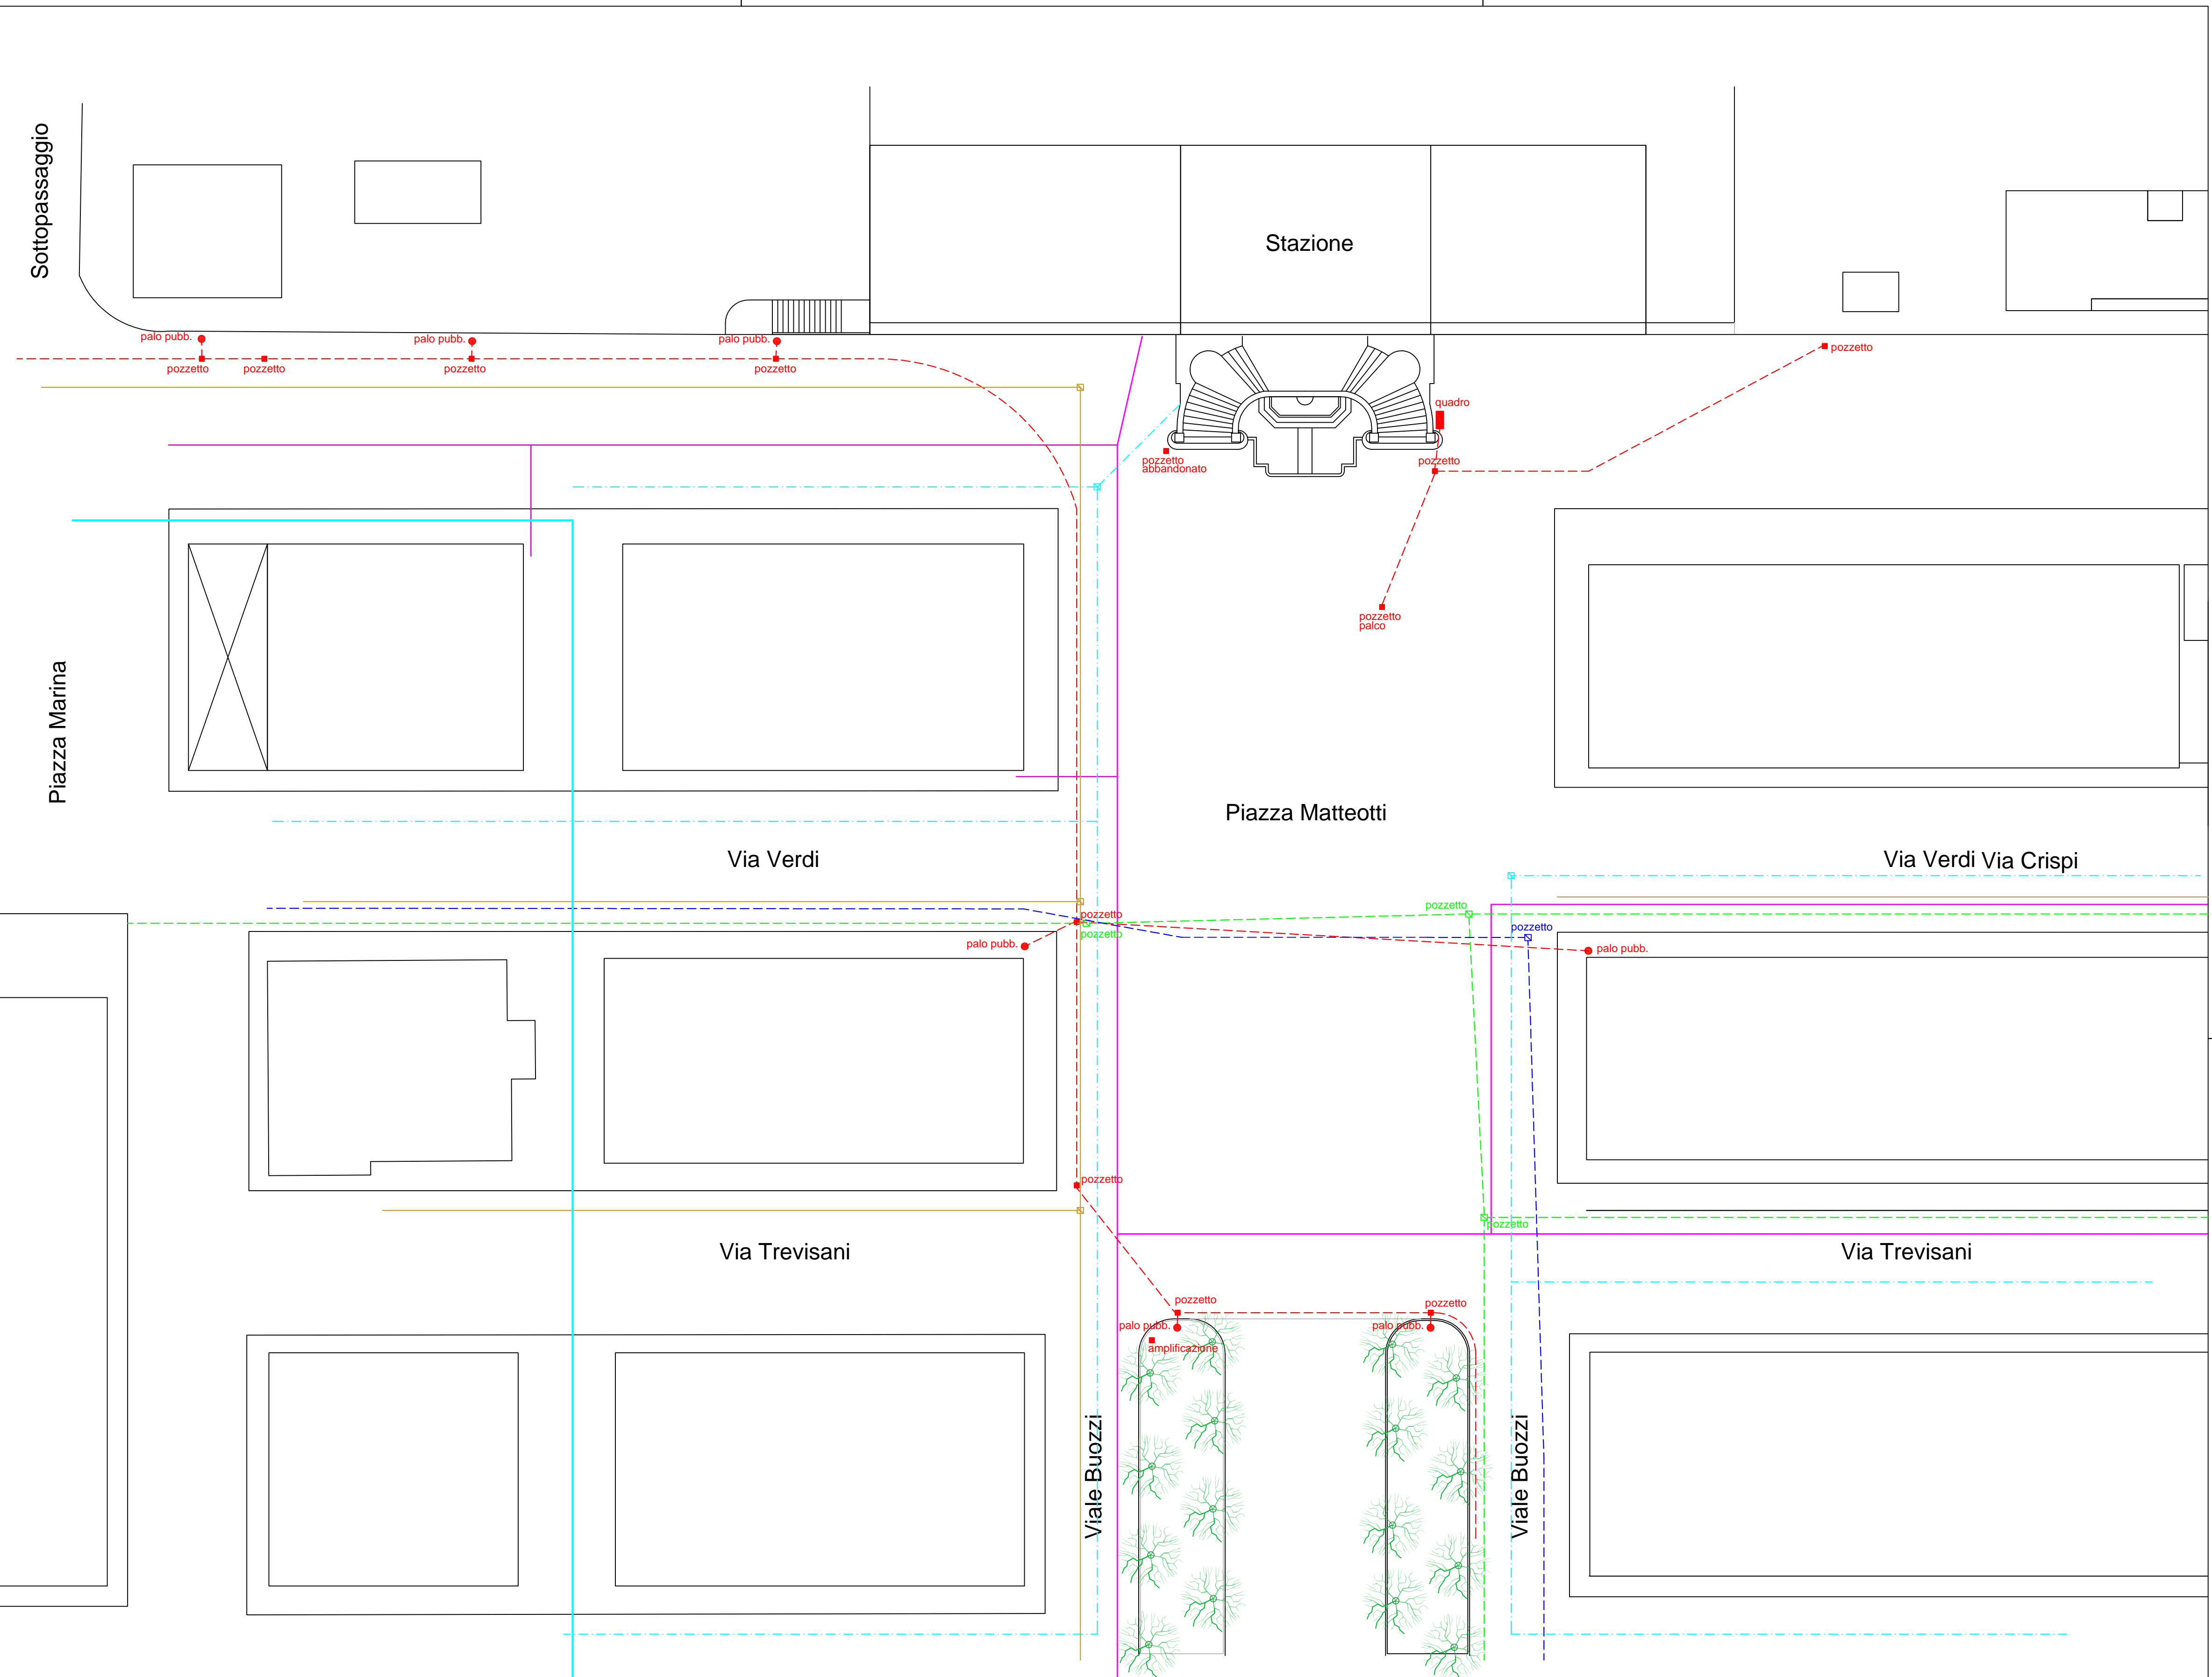 Sottopassaggio
Stazione
palo pubb.
palo pubb.
palo pubb.
pozzetto
pozzetto
pozzetto
pozzetto
pozzetto
quadro
pozzetto
abbandonato
pozzetto
pozzetto
palco
Piazza Marina
Piazza Matteotti
Via Verdi
Via Verdi
Via Crispi
pozzetto
pozzetto
pozzetto
pozzetto
palo pubb.
palo pubb.
pozzetto
pozzetto
Via Trevisani
Via Trevisani
pozzetto
pozzetto
palo pubb.
palo pubb.
amplificazione
Viale Buozzi
Viale Buozzi